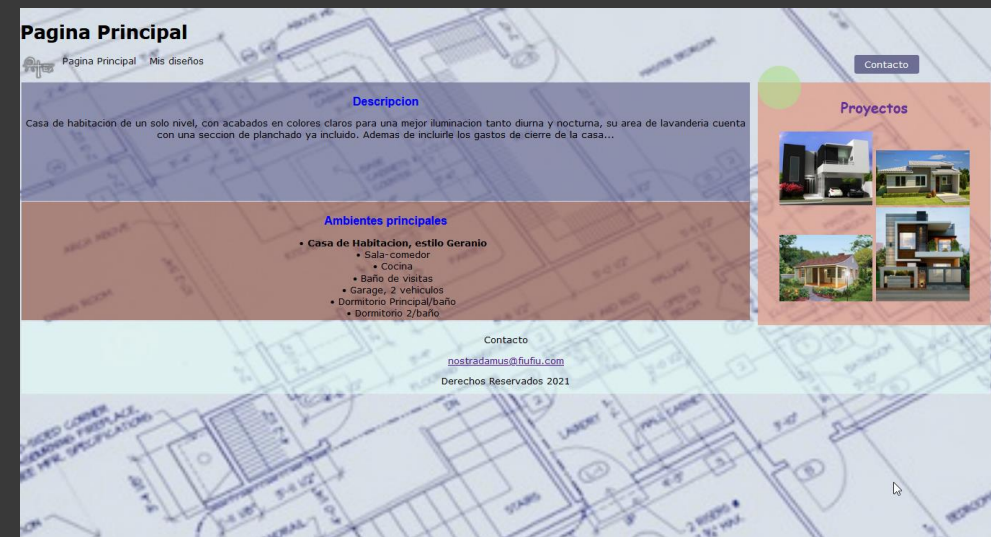 Pagina Principal
Pagina Principal Mis diseños
Contacto
Descripcion
Casa de habitacion de un solo nivel, con acabados en colores claros para una mejor iluminacion tanto diurna y nocturna, su area de lavanderia cuenta
con una seccion de planchado ya incluido. Ademas de incluirle los gastos de cierre de la casa...
Ambientes principales
• Casa de Habitacion, estilo Geranio
• Sala-comedor
• Cocina
• Baño de visitas
• Garage, 2 vehiculos
• Dormitorio Principal/baño
• Dormitorio 2/baño
Proyectos
Contacto
nostradamus@fiufiu.com
Derechos Reservados 2021
STAIRS
DN